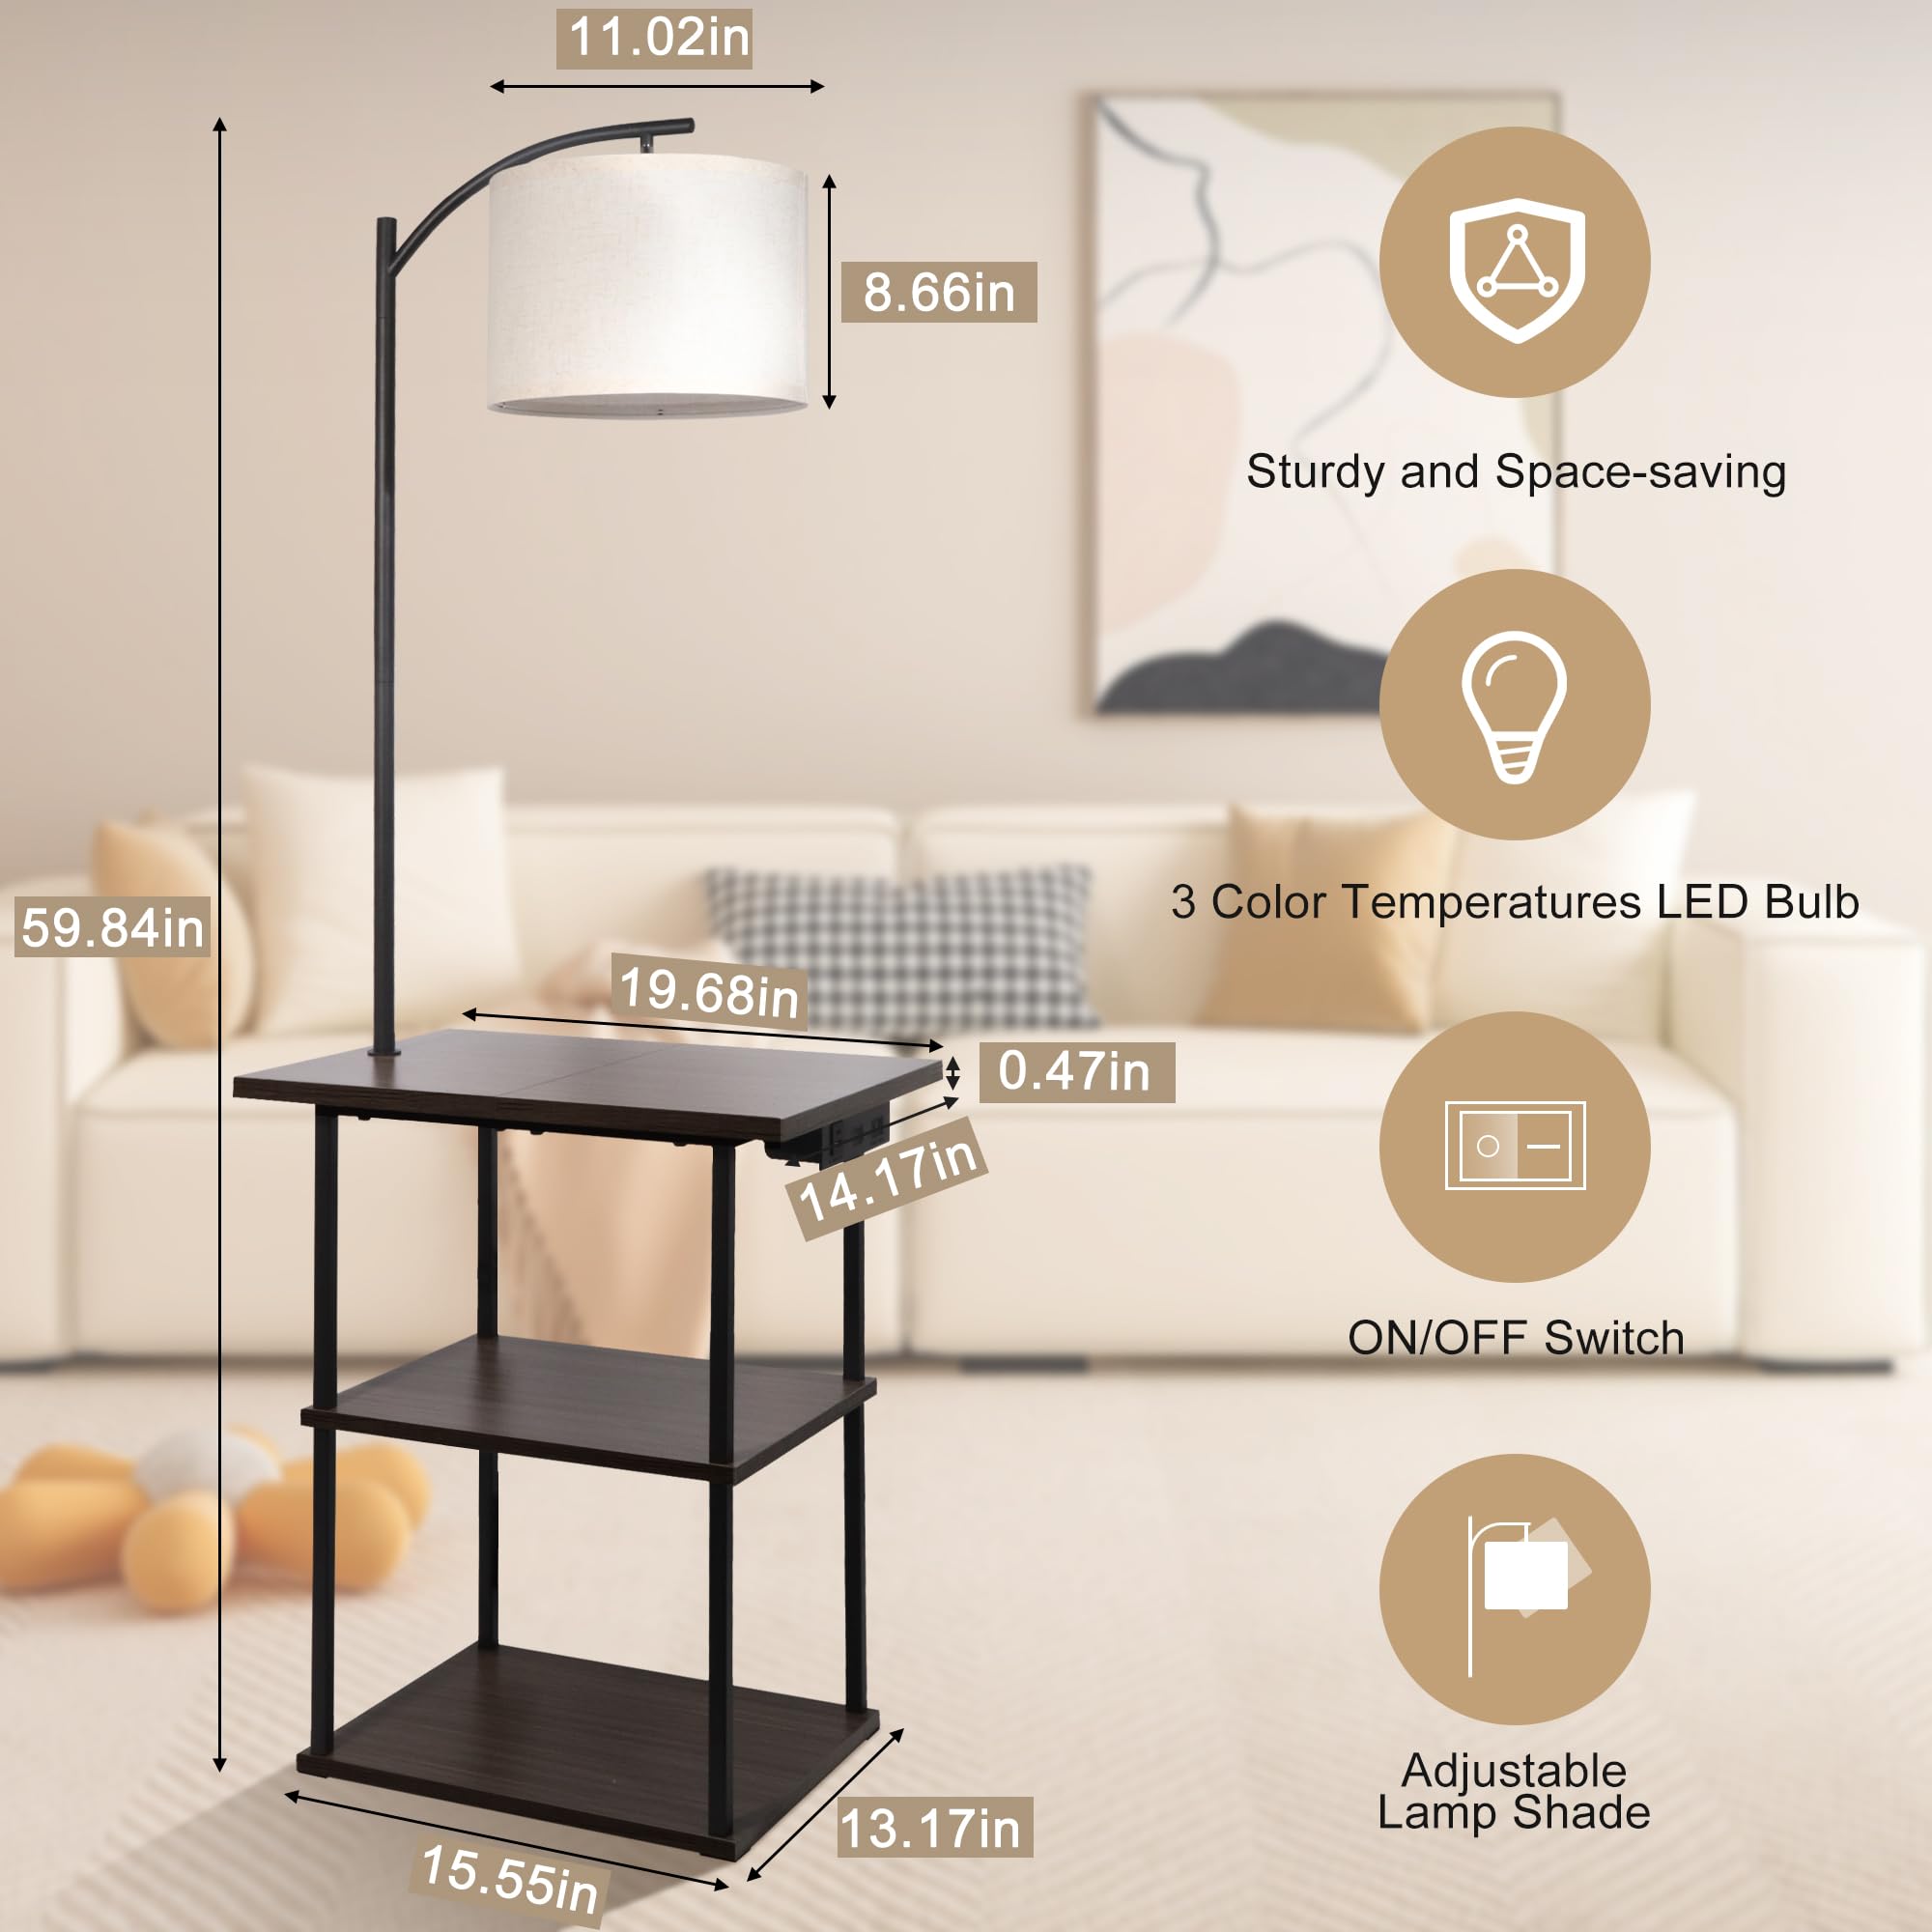 11.02in
8.66in
Sturdy and Space-saving
3 Color Temperatures LED Bulb
59.84in
19.68in
0.47in
14.17in
ON/OFF Switch
Adjustable
Lamp Shade
13.17in
15.55in